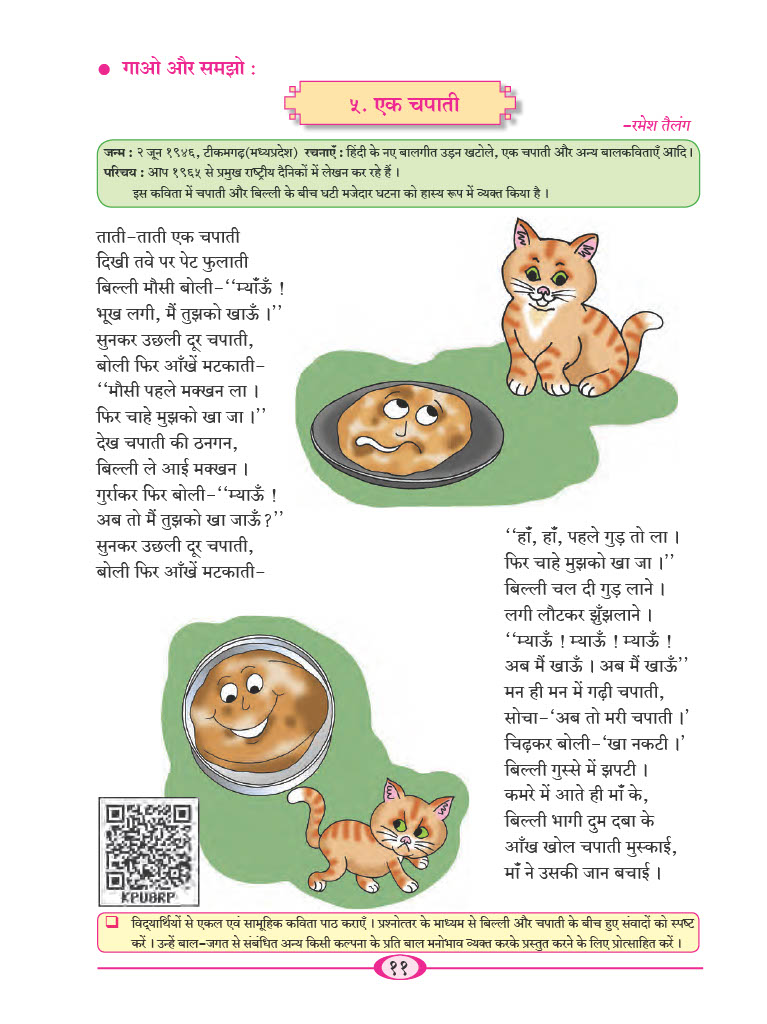 ● गाओ और समझो :
५. एक चपाती
–रमेश तैलंग
जन्म : २ जून १९४६, टीकमगढ़(मध्यप्रदेश) रचनाएँ : हिंदी के नए बालगीत उड़न खटोले, एक चपाती और अन्य बालकविताएँ आदि।
परिचय : आप १९६५ से प्रमुख राष्ट्रीय दैनिकों में लेखन कर रहे हैं ।
इस कविता में चपाती और बिल्ली के बीच घटी मजेदार घटना को हास्य रूप में व्यक्त किया है ।
ताती-ताती एक चपाती
दिखी तवे पर पेट फुलाती
बिल्ली मौसी बोली-‘‘म्याँऊँ !
भूख लगी, मैं तुझको खाऊँ ।’’
सुनकर उछली दूर चपाती,
बोली फिर आँखें मटकाती-
‘‘मौसी पहले मक्खन ला ।
फिर चाहे मुझको खा जा ।’’
देख चपाती की ठनगन,
बिल्ली ले आई मक्खन ।
गुर्राकर फिर बोली-‘‘म्याऊँ !
अब तो मैं तुझको खा जाऊँ?’’
सुनकर उछली दूर चपाती,
बोली फिर आँखें मटकाती-
‘‘हाँ, हाँ, पहले गुड़ तो ला ।
फिर चाहे मुझको खा जा ।’’
बिल्ली चल दी गुड़ लाने ।
लगी लौटकर झुँझलाने ।
‘‘म्याऊँ ! म्याऊँ ! म्याऊँ !
अब मैं खाऊँ । अब मैं खाऊँ’’
मन ही मन में गढ़ी चपाती,
सोचा-‘अब तो मरी चपाती ।’
चिढ़कर बोली-‘खा नकटी ।’
बिल्ली गुस्से में झपटी ।
कमरे में आते ही माँ के,
बिल्ली भागी दुम दबा के
आँख खोल चपाती मुस्काई,
माँ ने उसकी जान बचाई ।
KPU8RP
❑ विद्यार्थियों से एकल एवं सामूहिक कविता पाठ कराएँ । प्रश्नोत्तर के माध्यम से बिल्ली और चपाती के बीच हुए संवादों को स्पष्ट
करें । उन्हें बाल-जगत से संबंधित अन्य किसी कल्पना के प्रति बाल मनोभाव व्यक्त करके प्रस्तुत करने के लिए प्रोत्साहित करें ।
११